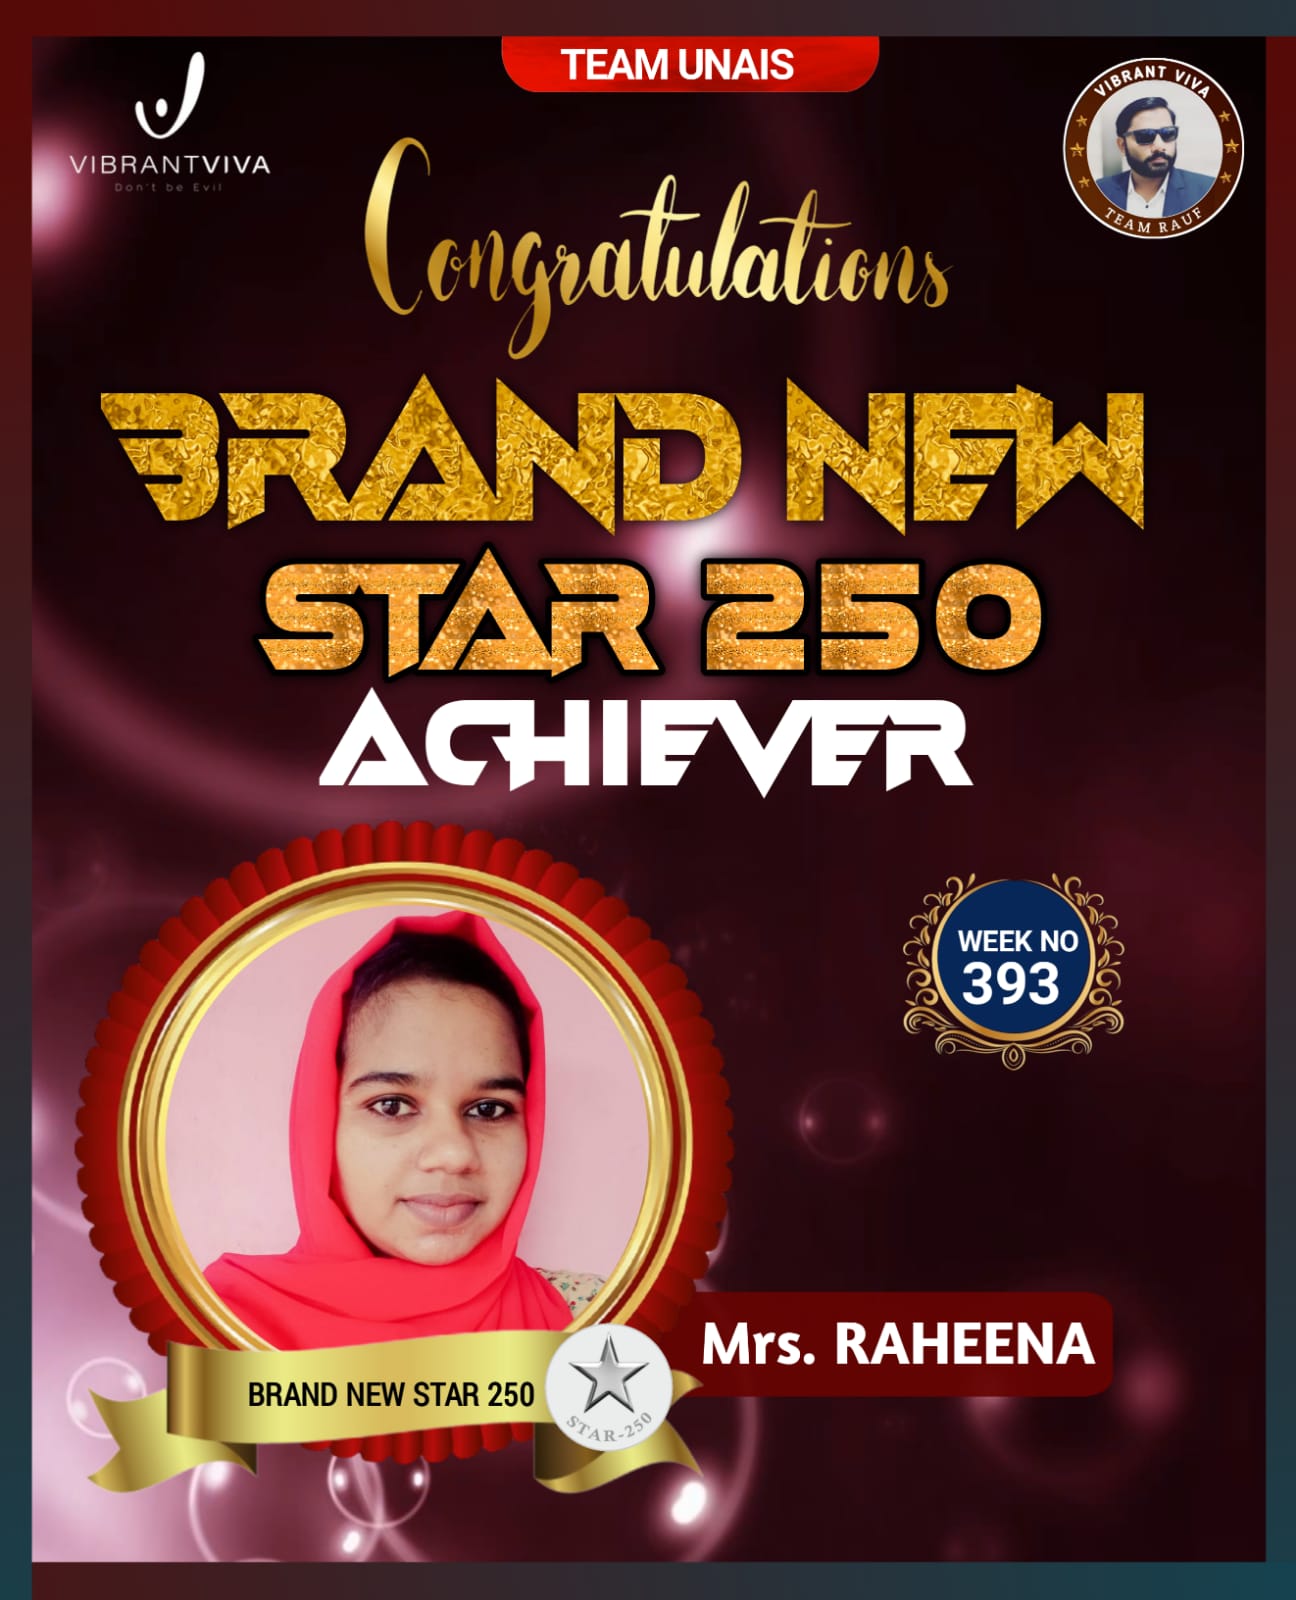 TEAM UNAIS
VIBRANTVIVA
Don't be Evil
VIBRANT VIVA
TEAM RAUF
Congratulations
BRAND NEW
STAR 250
ACHIEVER
WEEK NO
393
Mrs. RAHEENA
BRAND NEW STAR 250
STAR-250